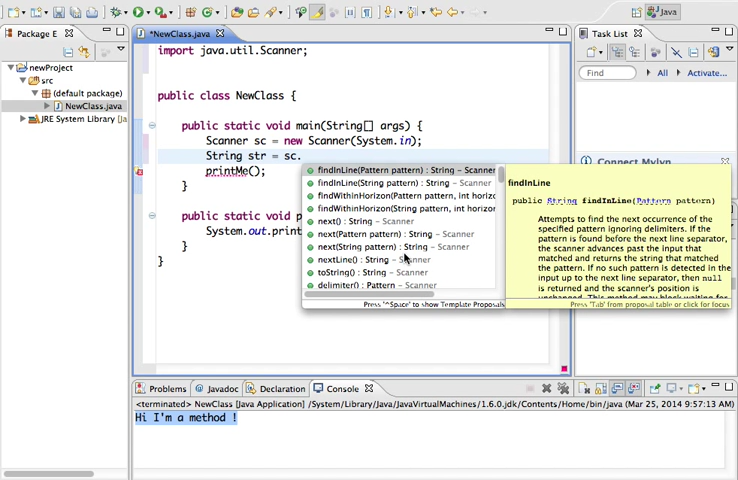 Java
Package E
*NewClass.java
Task List
newProject
src
(default package)
NewClass.java
JRE System Library [
import java.util.Scanner;
public class NewClass {
public static void main(String[] args) {
Scanner sc = new Scanner(System.in);
String str = sc.
printMe();
}
public static void p
System.out.print
}
}
Find
All
Activate...
Connect Mylyn
findInLine(Pattern pattern) : String - Scanner
findInLine(String pattern) : String - Scanner
findWithinHorizon(Pattern pattern, int horizon
findWithinHorizon(String pattern, int horizon
next() : String - Scanner
next(Pattern pattern) : String - Scanner
next(String pattern) : String - Scanner
nextLine() : String - Scanner
toString() : String - Scanner
delimiter() : Pattern - Scanner
Press '^Space' to show Template Proposals
findInLine
public String findInLine(Pattern pattern)
Attempts to find the next occurrence of the
specified pattern ignoring delimiters. If the
pattern is found before the next line separator,
the scanner advances past the input that
matched and returns the string that matched
the pattern. If no such pattern is detected in the
input up to the next line separator, then null
is returned and the scanner's position is
unchanged. This method may block waiting for
Press 'Tab' from proposal table or click for focus
Problems
Javadoc
Declaration
Console
<terminated> NewClass [Java Application] /System/Library/Java/JavaVirtualMachines/1.6.0.jdk/Contents/Home/bin/java (Mar 25, 2014 9:57:13 AM)
Hi I'm a method !